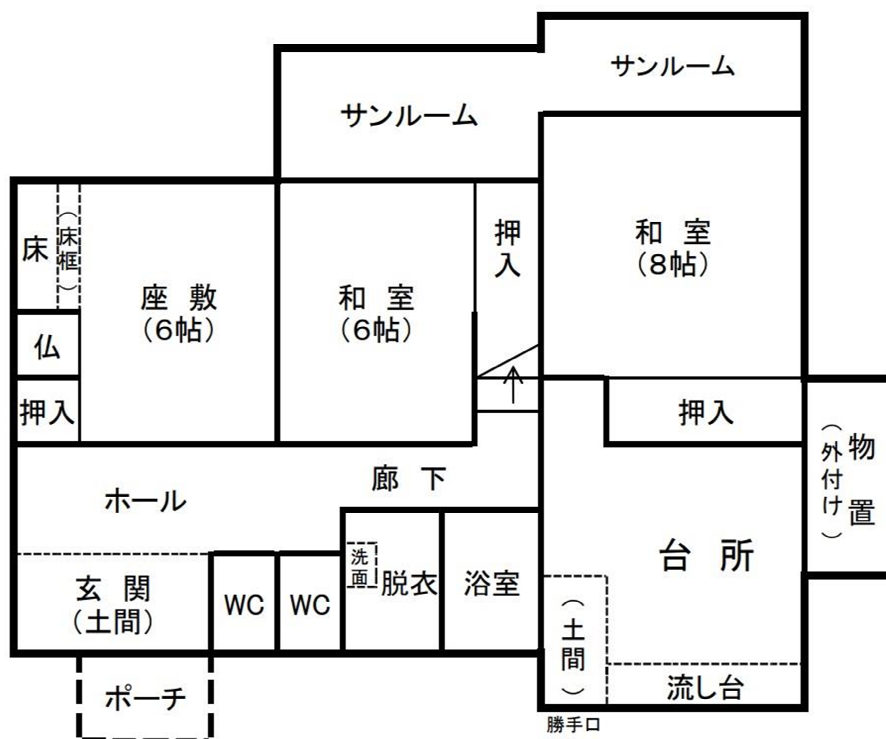 サンルーム
サンルーム
床
（床框）
座 敷
（6帖）
和 室
（6帖）
押入
和 室
（8帖）
仏
押入
押入
物置
（外付け）
ホール
廊 下
台 所
玄 関
（土間）
WC
WC
洗面
脱衣
浴室
（土間）
流し台
ポーチ
勝手口